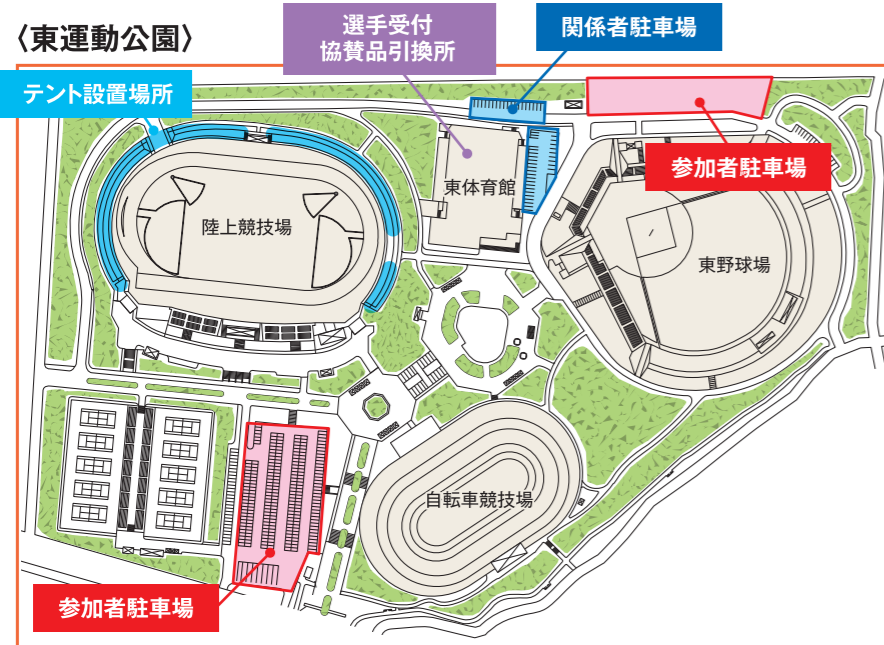 〈東運動公園〉
選手受付
協賛品引換所
関係者駐車場
テント設置場所
参加者駐車場
東体育館
陸上競技場
東野球場
自転車競技場
参加者駐車場